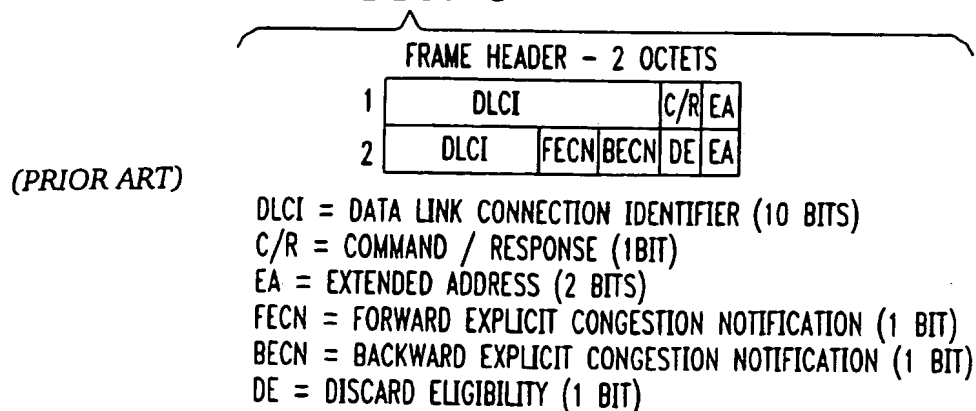 FRAME HEADER - 2 OCTETS
1 DLCI C/R EA
2 DLCI FECN BECN DE EA
(PRIOR ART)
DLCI = DATA LINK CONNECTION IDENTIFIER (10 BITS)
C/R = COMMAND / RESPONSE (1BIT)
EA = EXTENDED ADDRESS (2 BITS)
FECN = FORWARD EXPLICIT CONGESTION NOTIFICATION (1 BIT)
BECN = BACKWARD EXPLICIT CONGESTION NOTIFICATION (1 BIT)
DE = DISCARD ELIGIBILITY (1 BIT)